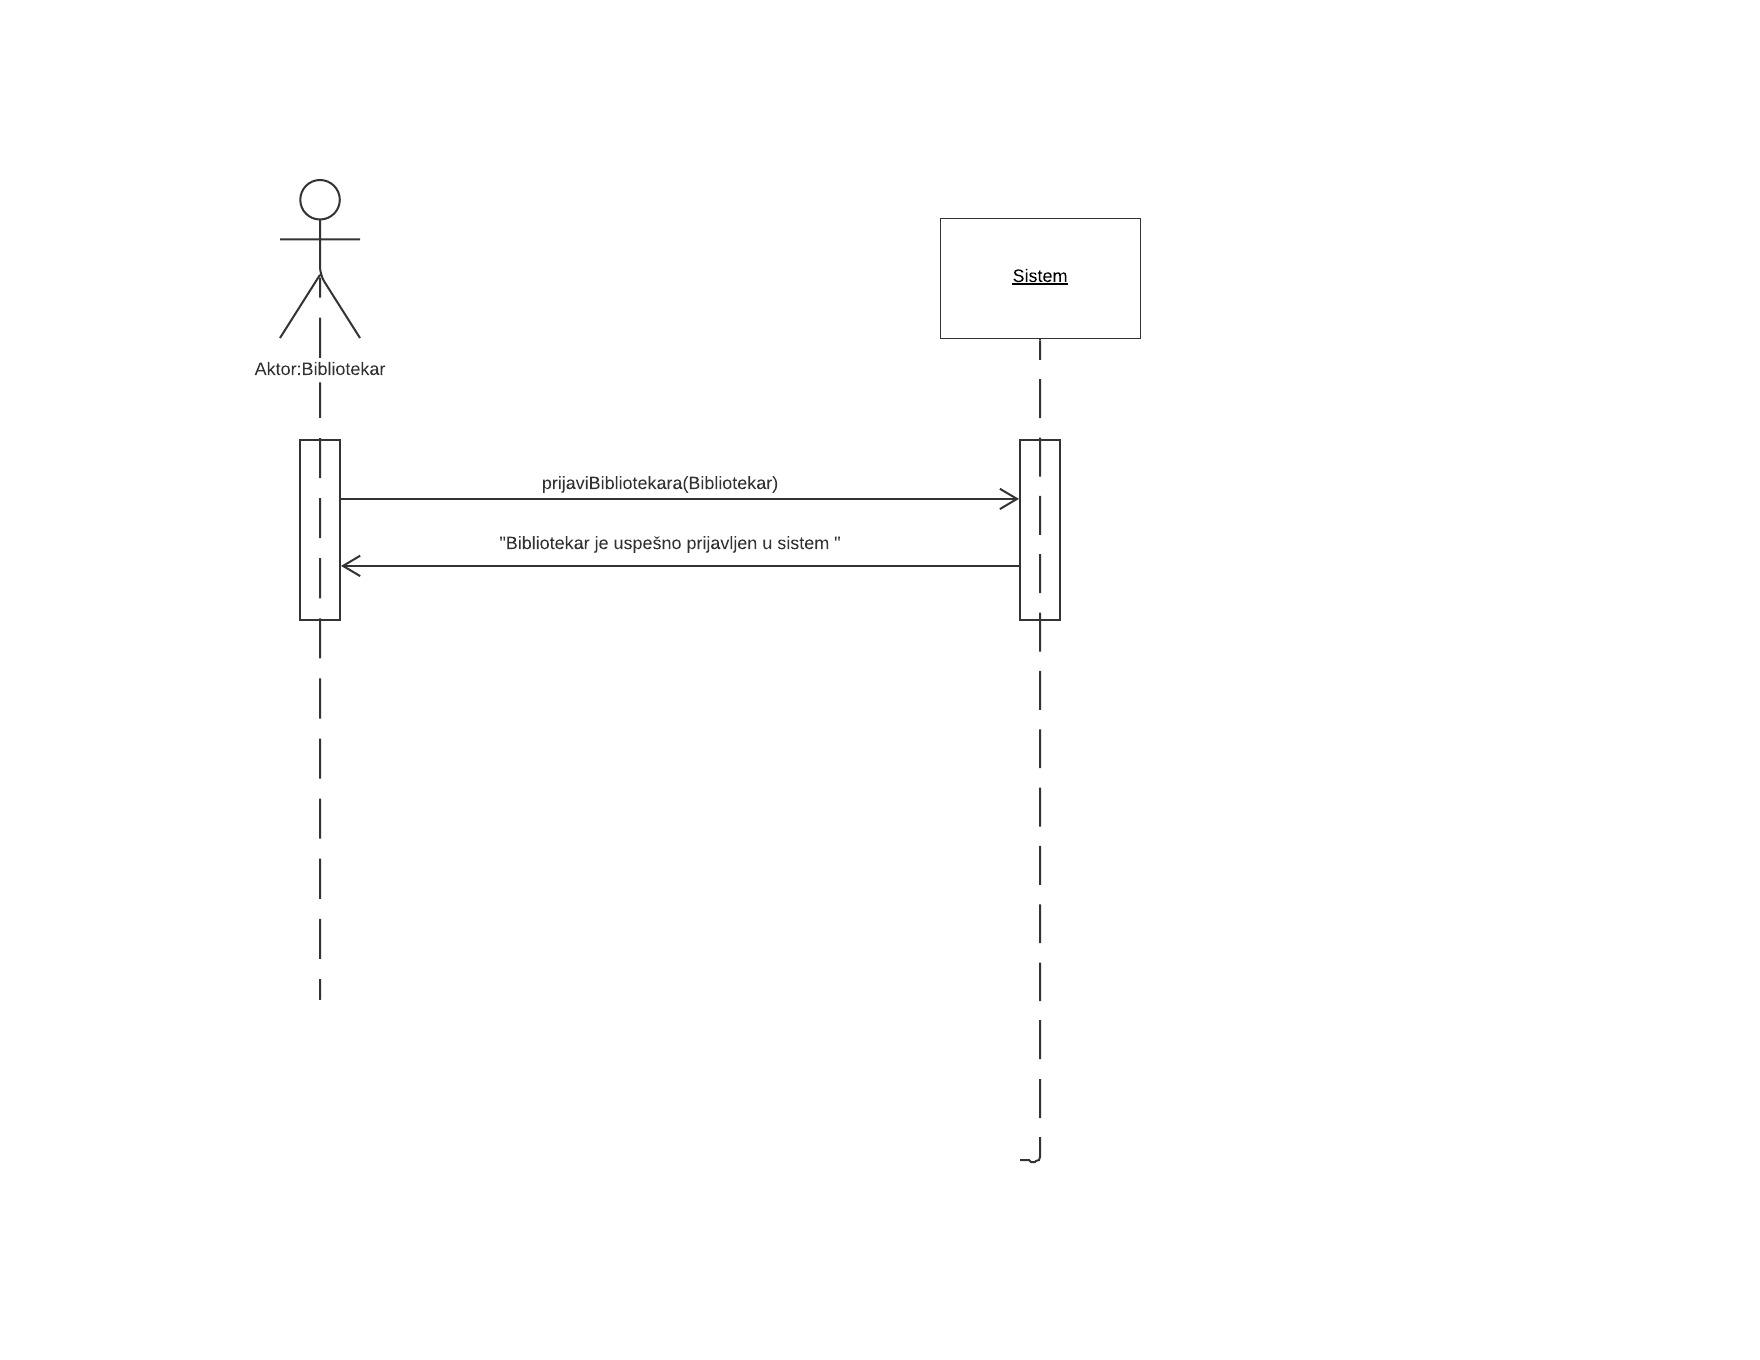 Sistem
Aktor:Bibliotekar
prijaviBibliotekara(Bibliotekar)
"Bibliotekar je uspešno prijavljen u sistem "